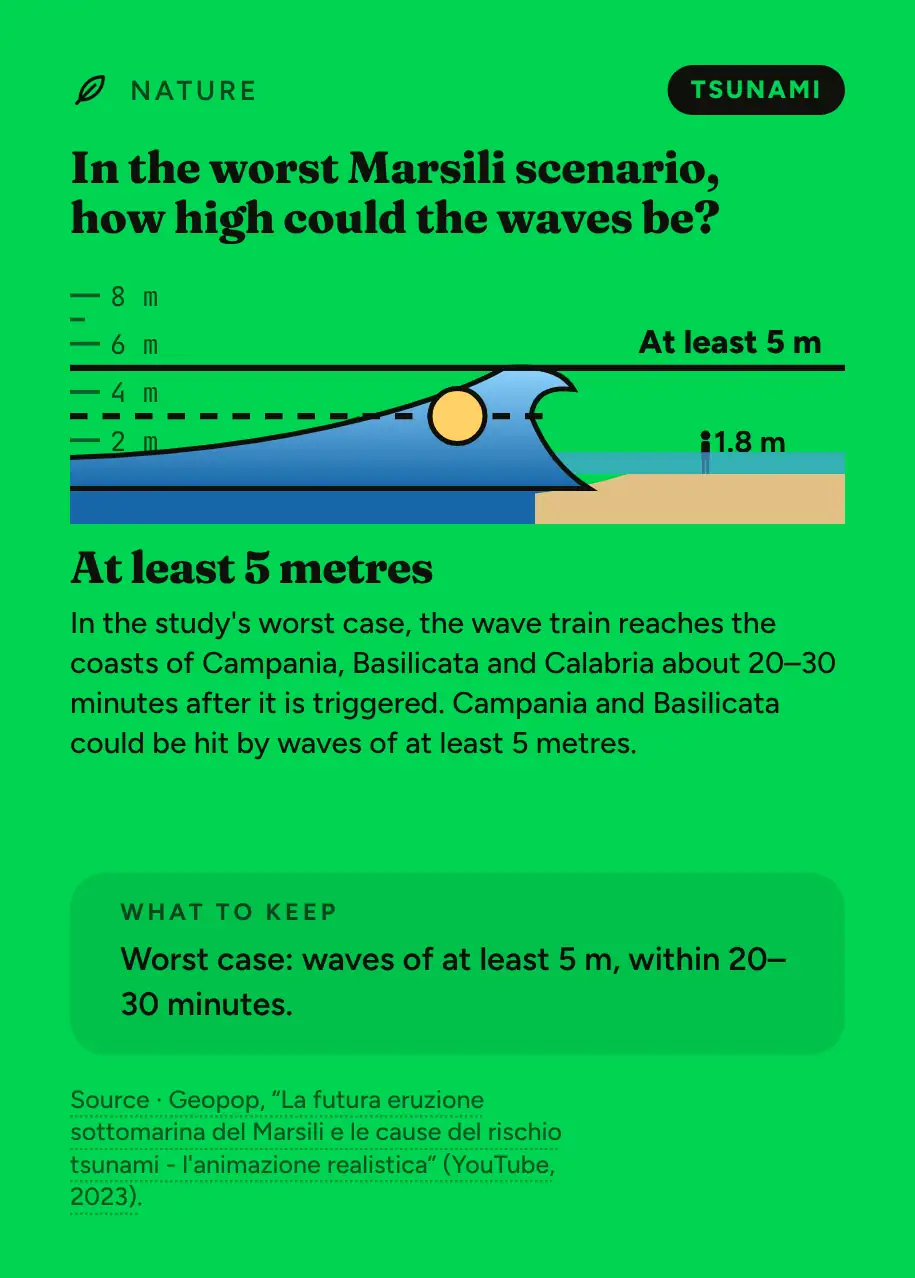 NATURE
TSUNAMI
In the worst Marsili scenario,
how high could the waves be?
8 m
6 m
At least 5 m
4 m
2 m
1.8 m
At least 5 metres
In the study's worst case, the wave train reaches the
coasts of Campania, Basilicata and Calabria about 20–30
minutes after it is triggered. Campania and Basilicata
could be hit by waves of at least 5 metres.
WHAT TO KEEP
Worst case: waves of at least 5 m, within 20–
30 minutes.
Source · Geopop, “La futura eruzione
sottomarina del Marsili e le cause del rischio
tsunami - l'animazione realistica” (YouTube,
2023).